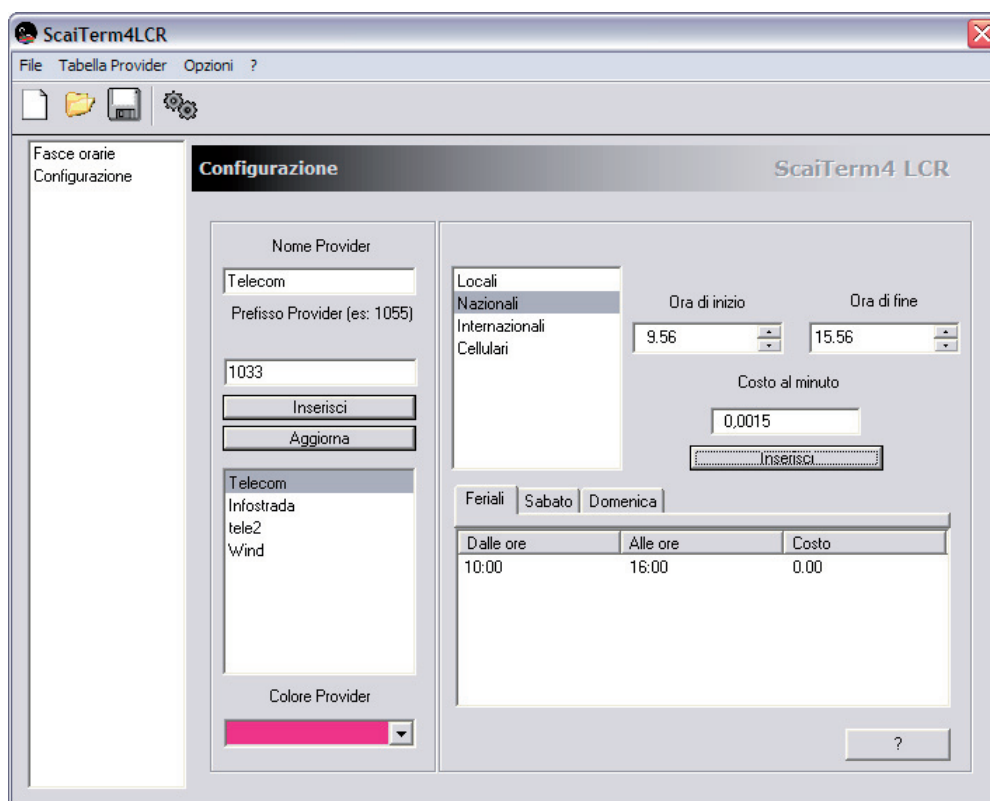 ScaiTerm4LCR
File Tabella Provider Opzioni ?
Fasce orarie
Configurazione
Configurazione ScaiTerm4 LCR
Nome Provider
Telecom
Prefisso Provider (es: 1055)
1033
Inserisci
Aggiorna
Telecom
Infostrada
tele2
Wind
Colore Provider
Locali
Nazionali
Internazionali
Cellulari
Ora di inizio Ora di fine
9.56 15.56
Costo al minuto
0,0015
Inserisci
Feriali Sabato Domenica
Dalle ore Alle ore Costo
10:00 16:00 0.00
?